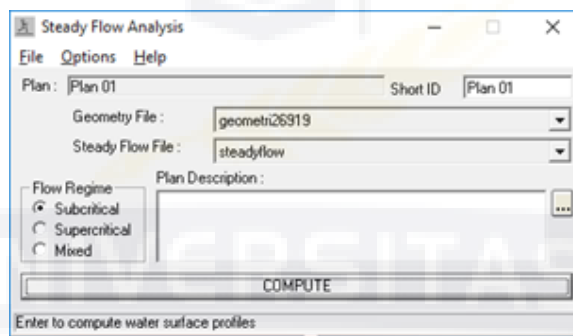 Steady Flow Analysis
File Options Help
Plan : Plan 01 Short ID Plan 01
Geometry File : geometri26919
Steady Flow File : steadyflow
Flow Regime
Plan Description :
Subcritical
Supercritical
Mixed
...
COMPUTE
UNIVERSITAS
Enter to compute water surface profiles